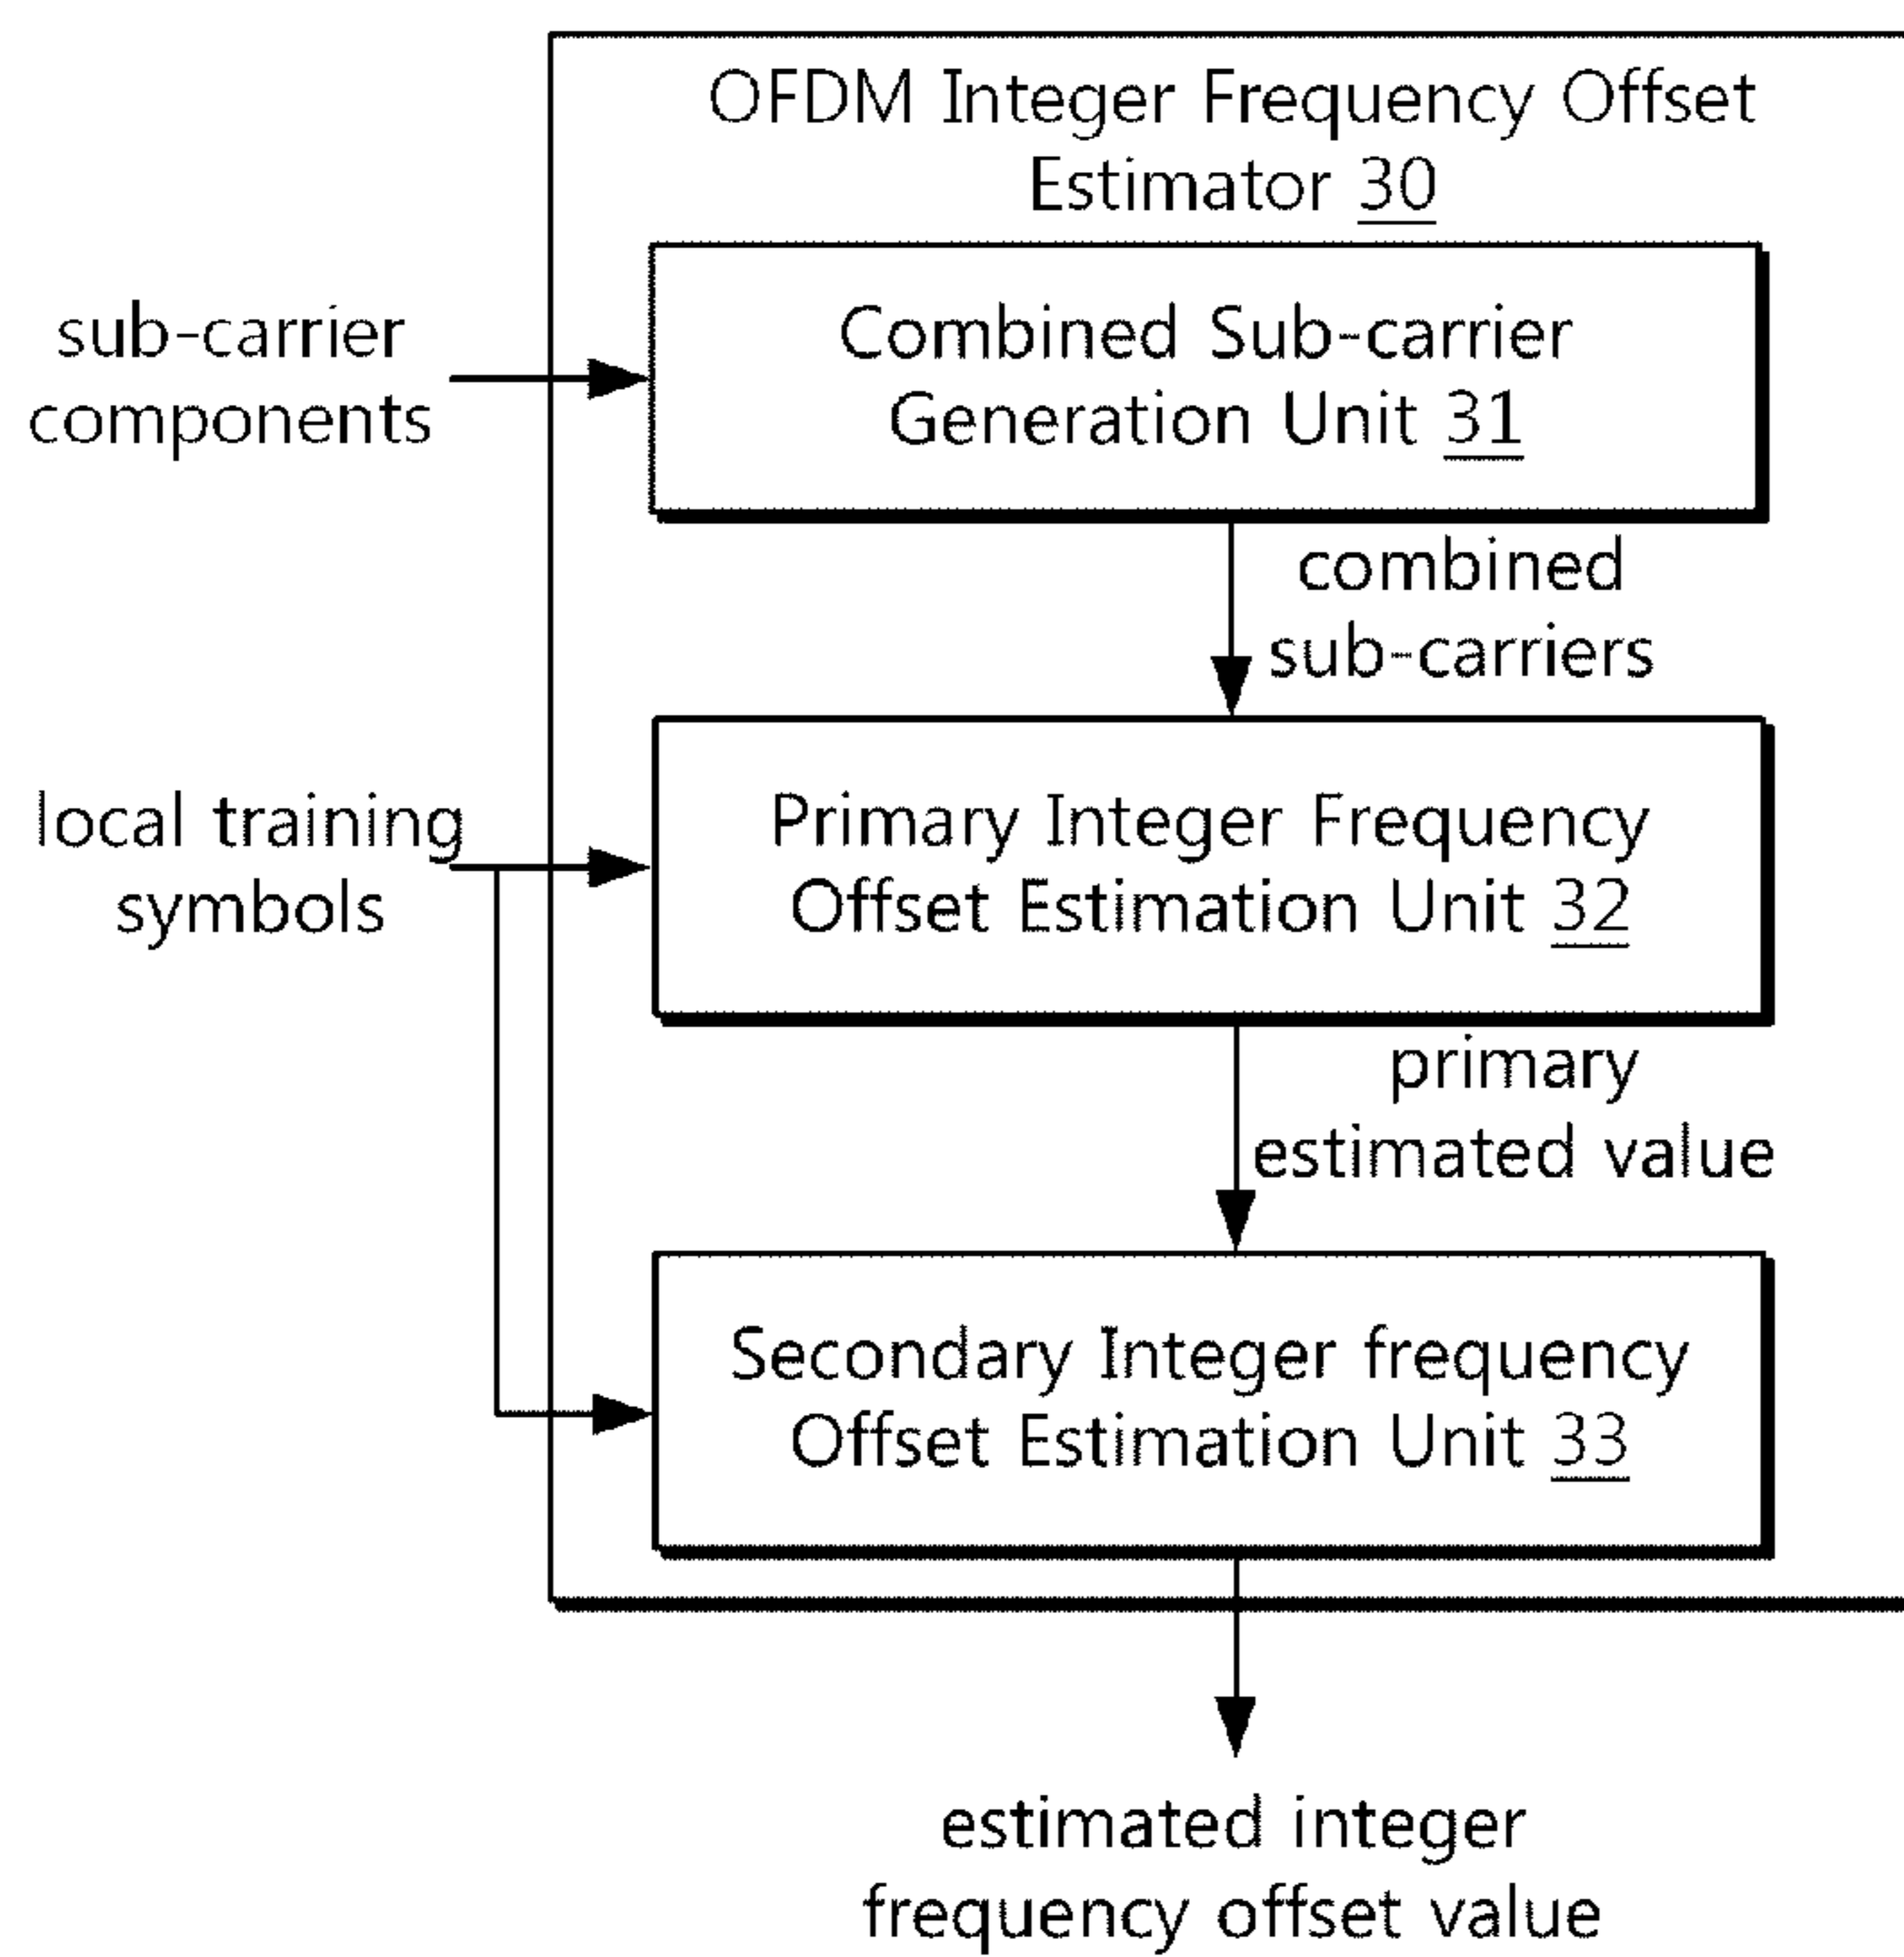 OFDM Integer Frequency Offset
Estimator 30
sub-carrier
components
Combined Sub-carrier
Generation Unit 31
combined
sub-carriers
local training
symbols
Primary Integer Frequency
Offset Estimation Unit 32
primary
estimated value
Secondary Integer frequency
Offset Estimation Unit 33
estimated integer
frequency offset value